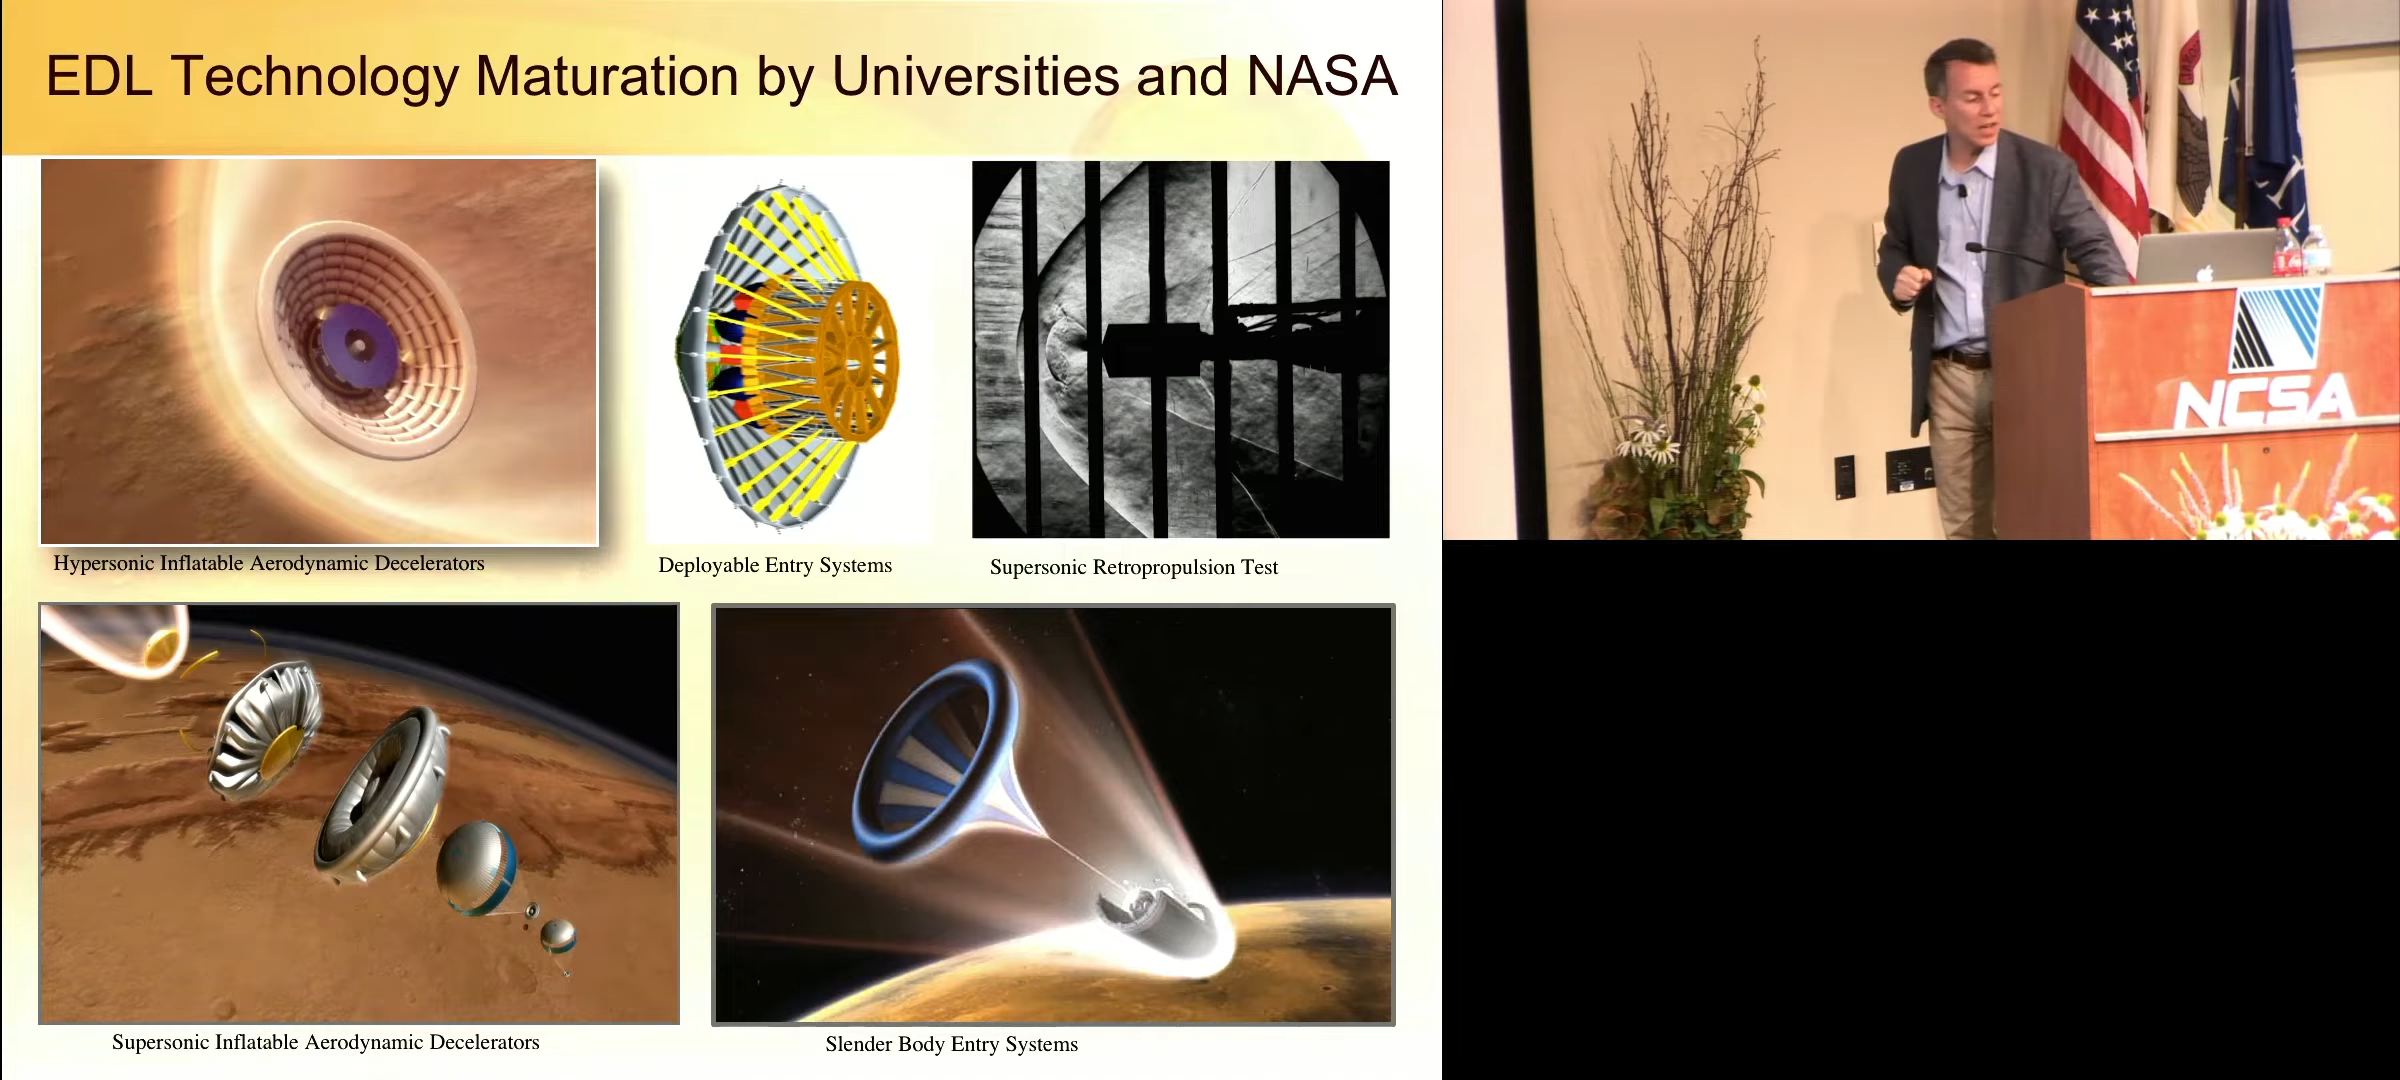 EDL Technology Maturation by Universities and NASA
Hypersonic Inflatable Aerodynamic Decelerators
Deployable Entry Systems
Supersonic Retropropulsion Test
Supersonic Inflatable Aerodynamic Decelerators
Slender Body Entry Systems
NCSA